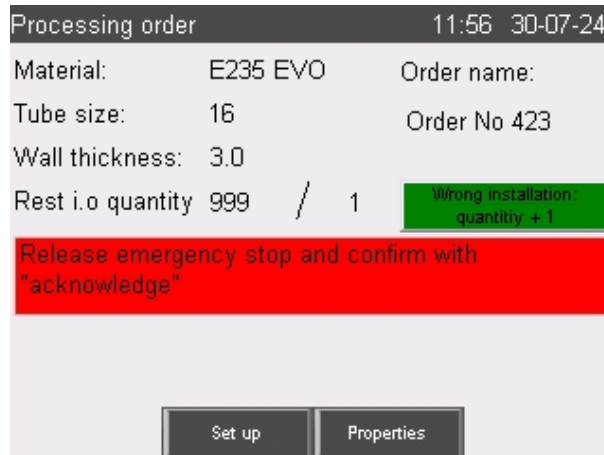 Processing order 11:56 30-07-24
Material: E235 EVO Order name:
Tube size: 16 Order No 423
Wall thickness: 3.0
Rest i.o quantity 999 / 1 Wrong installation:
quantitiy + 1
Release emergency stop and confirm with
"acknowledge"
Set up Properties